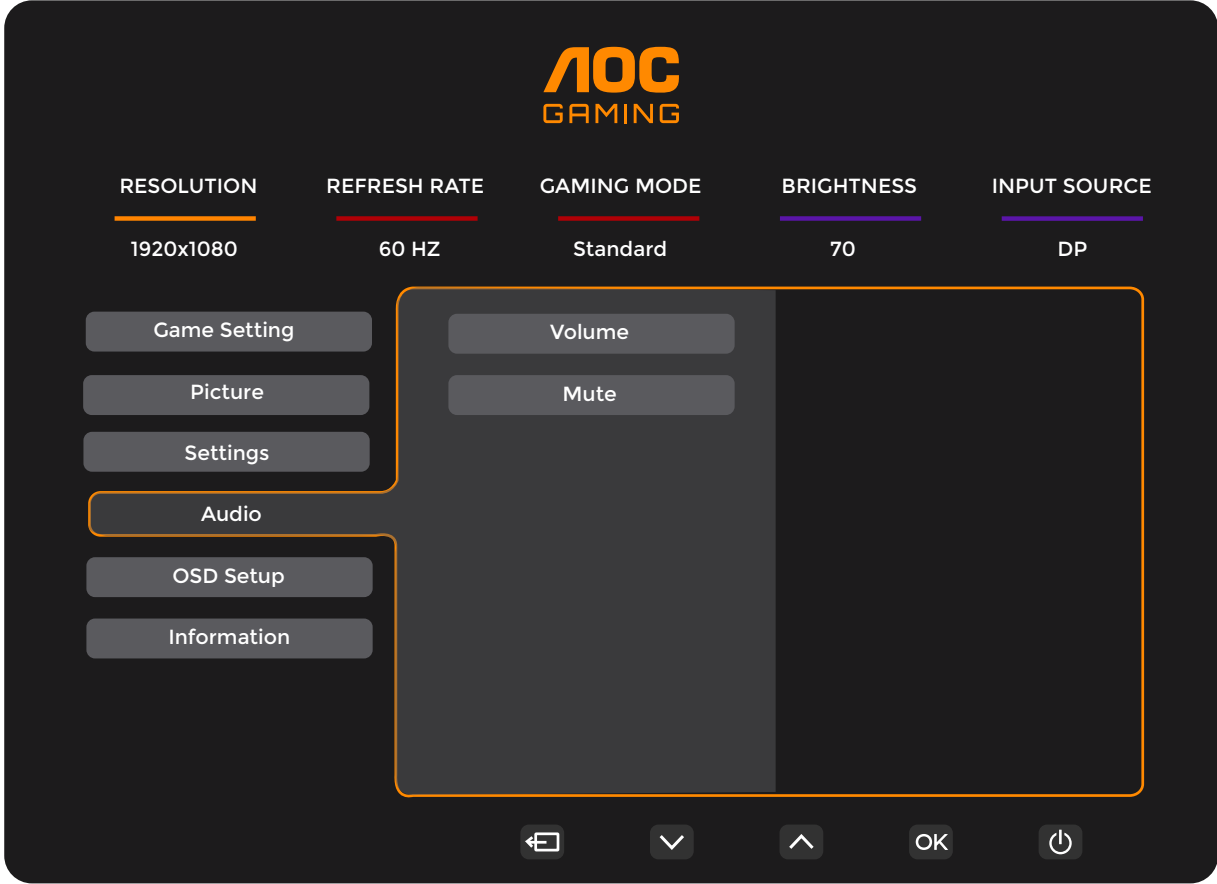 AOC
GAMING
RESOLUTION REFRESH RATE GAMING MODE BRIGHTNESS INPUT SOURCE
1920x1080 60 HZ Standard 70 DP
Game Setting
Picture
Settings
Audio
OSD Setup
Information
Volume
Mute
OK